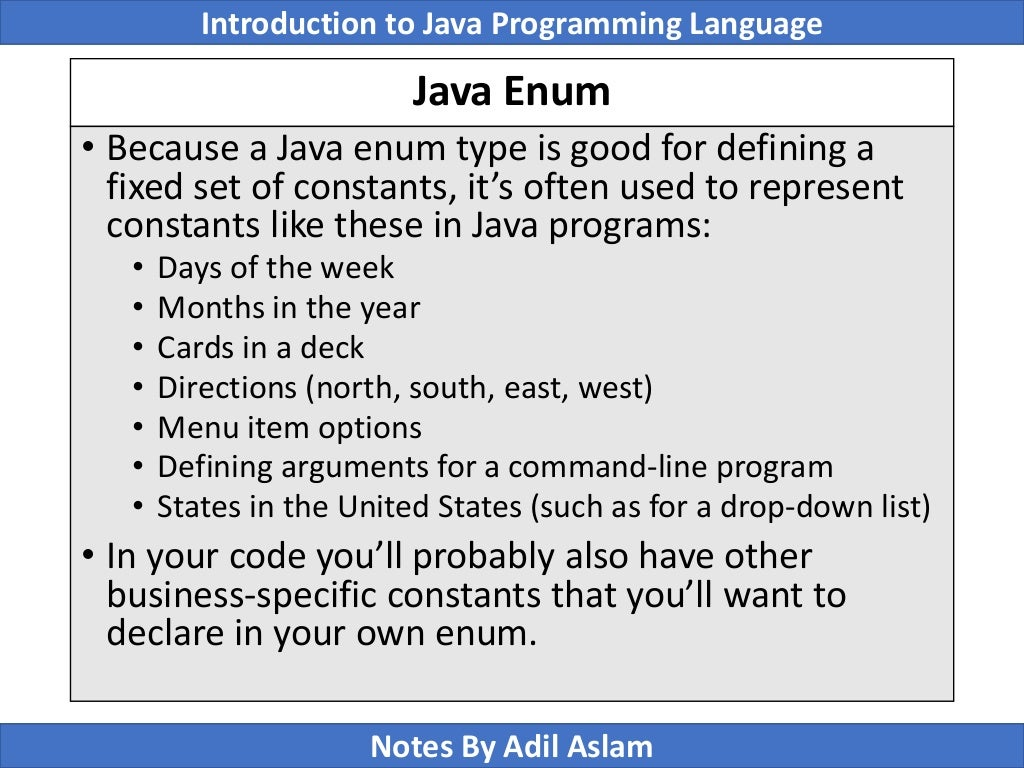 Introduction to Java Programming Language
Java Enum
• Because a Java enum type is good for defining a
fixed set of constants, it’s often used to represent
constants like these in Java programs:
• Days of the week
• Months in the year
• Cards in a deck
• Directions (north, south, east, west)
• Menu item options
• Defining arguments for a command-line program
• States in the United States (such as for a drop-down list)
• In your code you’ll probably also have other
business-specific constants that you’ll want to
declare in your own enum.
Notes By Adil Aslam